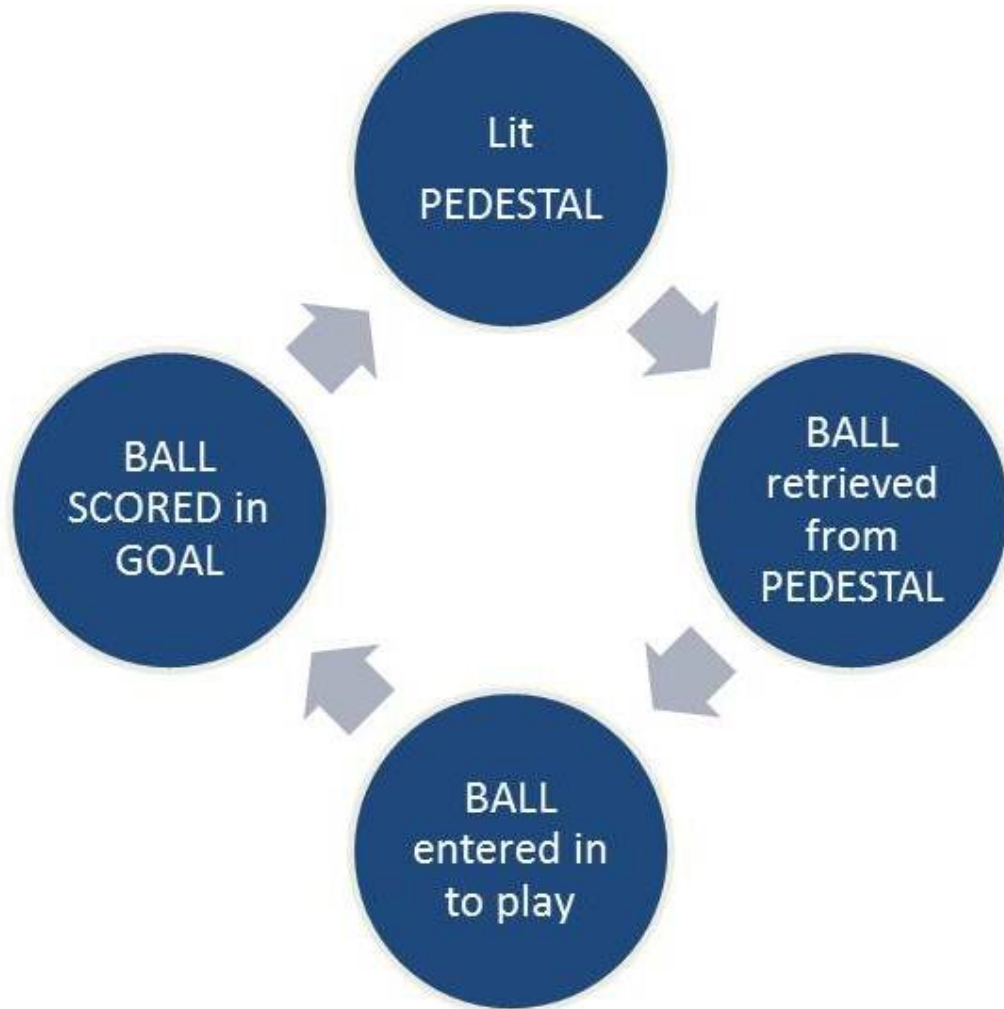 Lit
PEDESTAL
BALL
retrieved
from
PEDESTAL
BALL
entered in
to play
BALL
SCORED in
GOAL